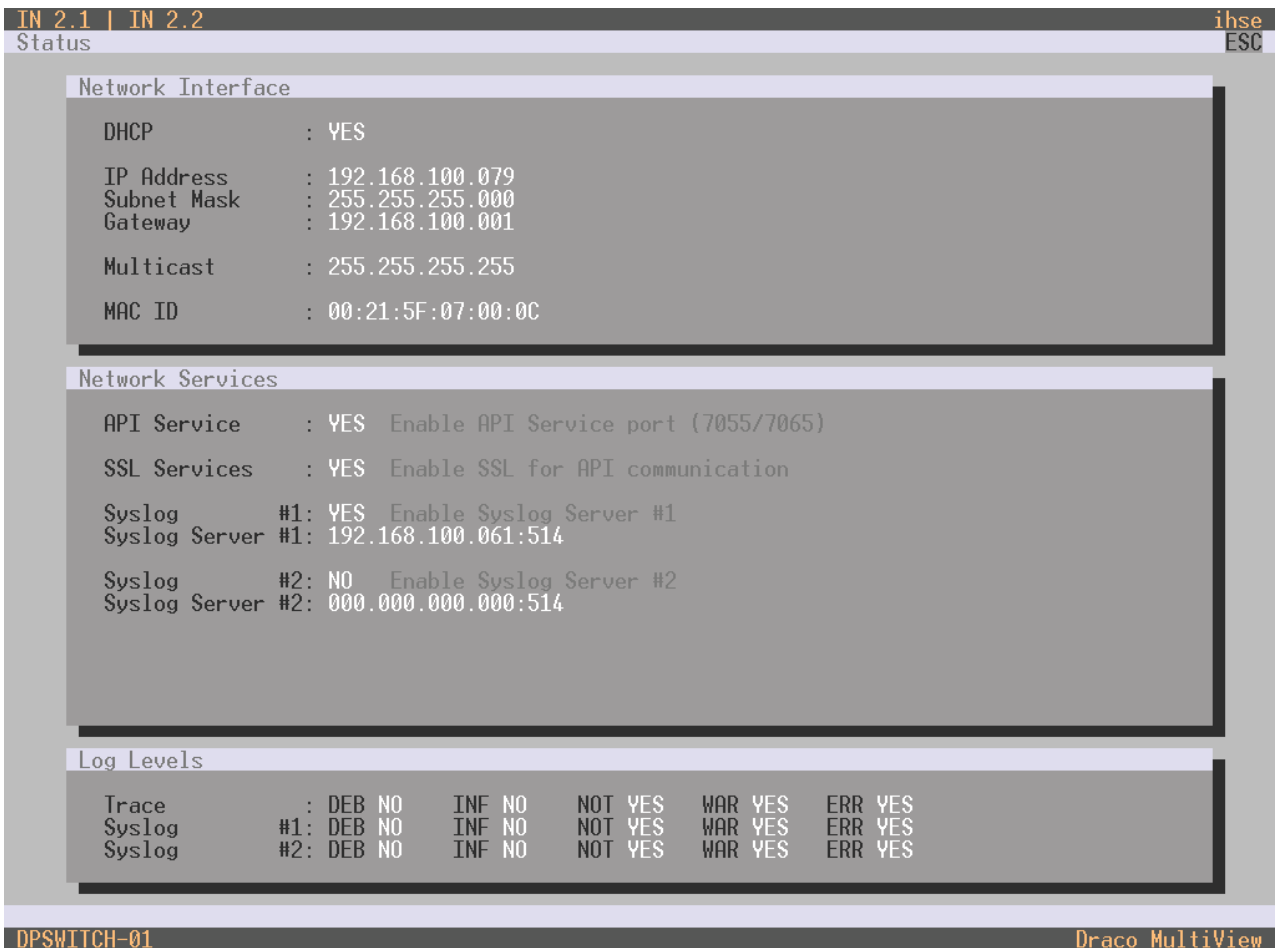 IN 2.1 | IN 2.2 ihse
Status ESC
Network Interface
DHCP : YES
IP Address : 192.168.100.079
Subnet Mask : 255.255.255.000
Gateway : 192.168.100.001
Multicast : 255.255.255.255
MAC ID : 00:21:5F:07:00:0C
Network Services
API Service : YES Enable API Service port (7055/7065)
SSL Services : YES Enable SSL for API communication
Syslog #1: YES Enable Syslog Server #1
Syslog Server #1: 192.168.100.061:514
Syslog #2: NO Enable Syslog Server #2
Syslog Server #2: 000.000.000.000:514
Log Levels
Trace : DEB NO INF NO NOT YES WAR YES ERR YES
Syslog #1: DEB NO INF NO NOT YES WAR YES ERR YES
Syslog #2: DEB NO INF NO NOT YES WAR YES ERR YES
DPSWITCH-01 Draco MultiView